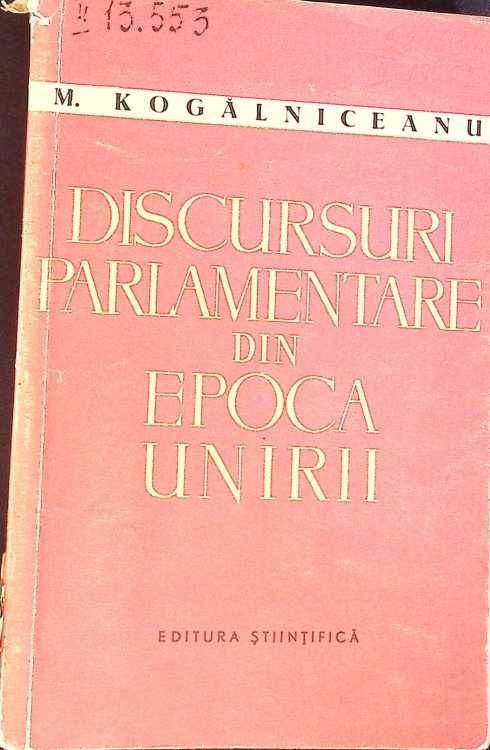 II 13.553
M. KOGĂLNICEANU
DISCURSURI
PARLAMENTARE
DIN
EPOCA
UNIRII
EDITURA ȘTIINȚIFICĂ